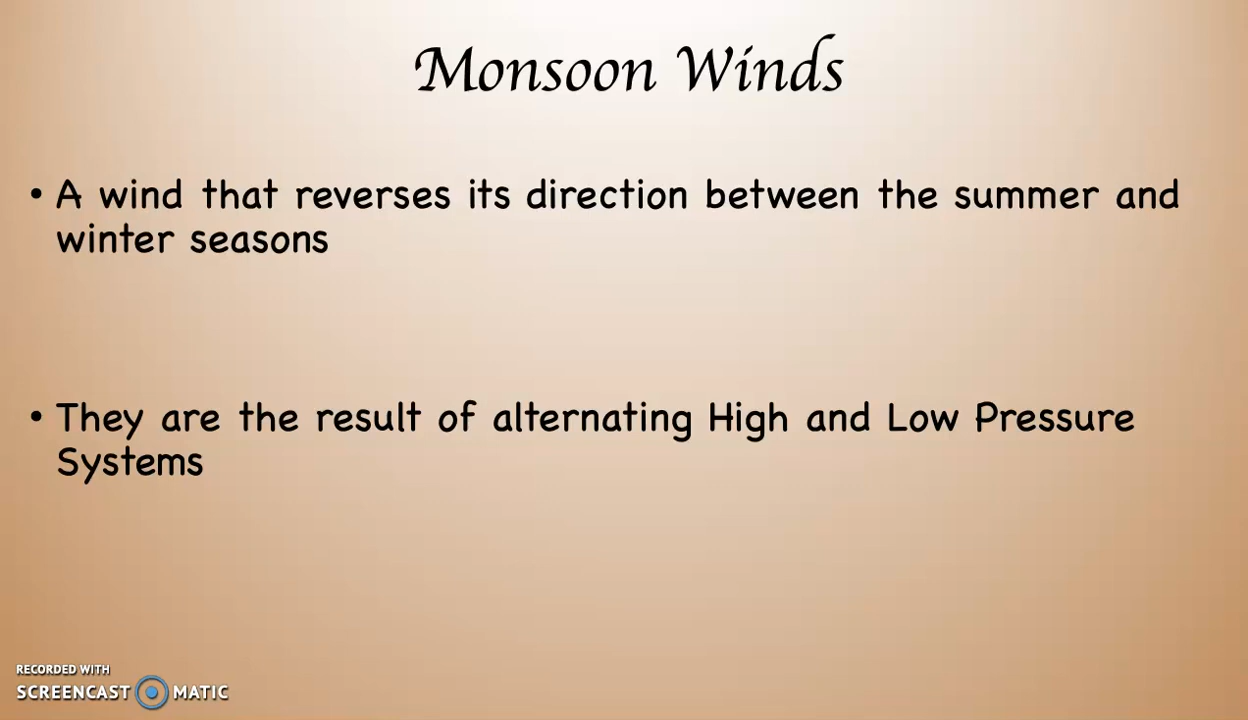 Monsoon Winds
• A wind that reverses its direction between the summer and
winter seasons
• They are the result of alternating High and Low Pressure
Systems
RECORDED WITH
SCREENCAST MATIC